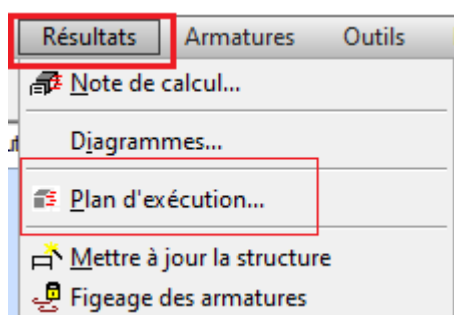 Résultats Armatures Outils
Note de calcul...
Diagrammes...
Plan d'exécution...
Mettre à jour la structure
Figeage des armatures